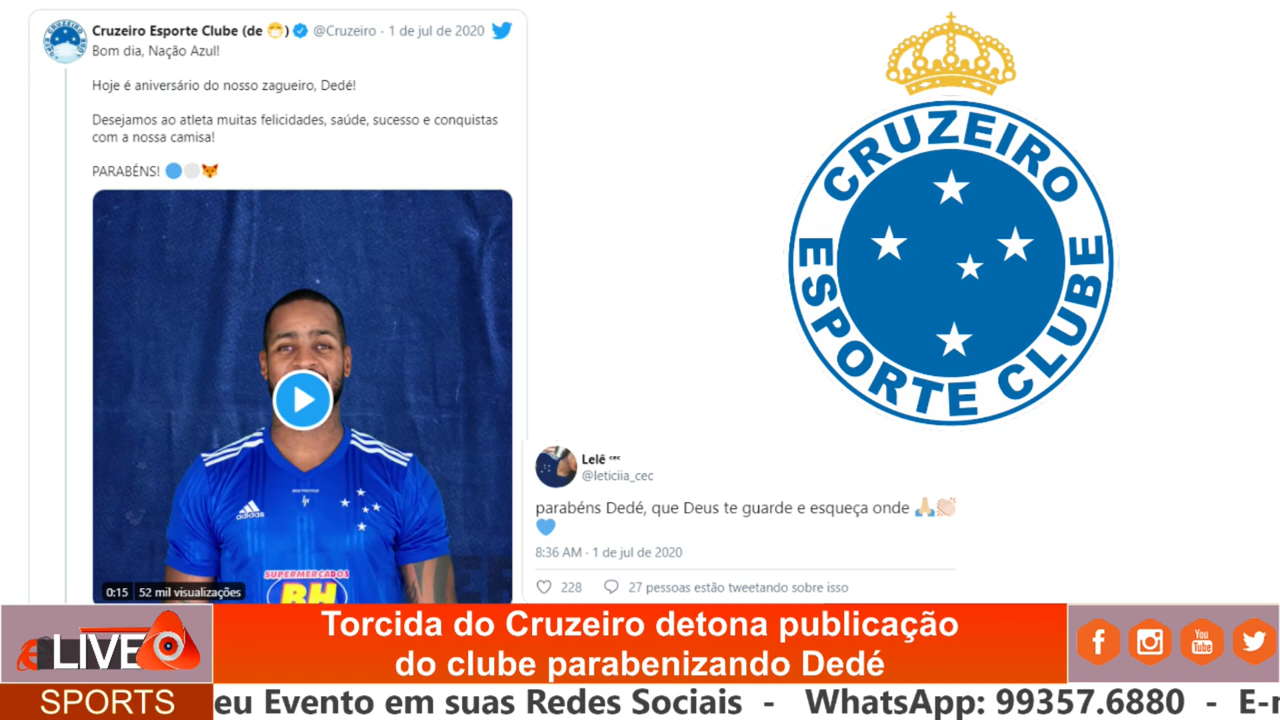 Cruzeiro Esporte Clube (de 😷) @Cruzeiro · 1 de jul de 2020
Bom dia, Nação Azul!
Hoje é aniversário do nosso zagueiro, Dedé!
Desejamos ao atleta muitas felicidades, saúde, sucesso e conquistas
com a nossa camisa!
PARABÉNS! 🔵⚪🦊
adidas
SUPERMERCADOS
BH
0:15 52 mil visualizações
CRUZEIRO
ESPORTE CLUBE
Lelê ᶜᵉᶜ
@leticiia_cec
parabéns Dedé, que Deus te guarde e esqueça onde 🙏🏼👏🏼
💙
8:36 AM · 1 de jul de 2020
228 27 pessoas estão tweetando sobre isso
Torcida do Cruzeiro detona publicação
do clube parabenizando Dedé
e LIVE
SPORTS
You
Tube
eu Evento em suas Redes Sociais - WhatsApp: 99357.6880 - E-